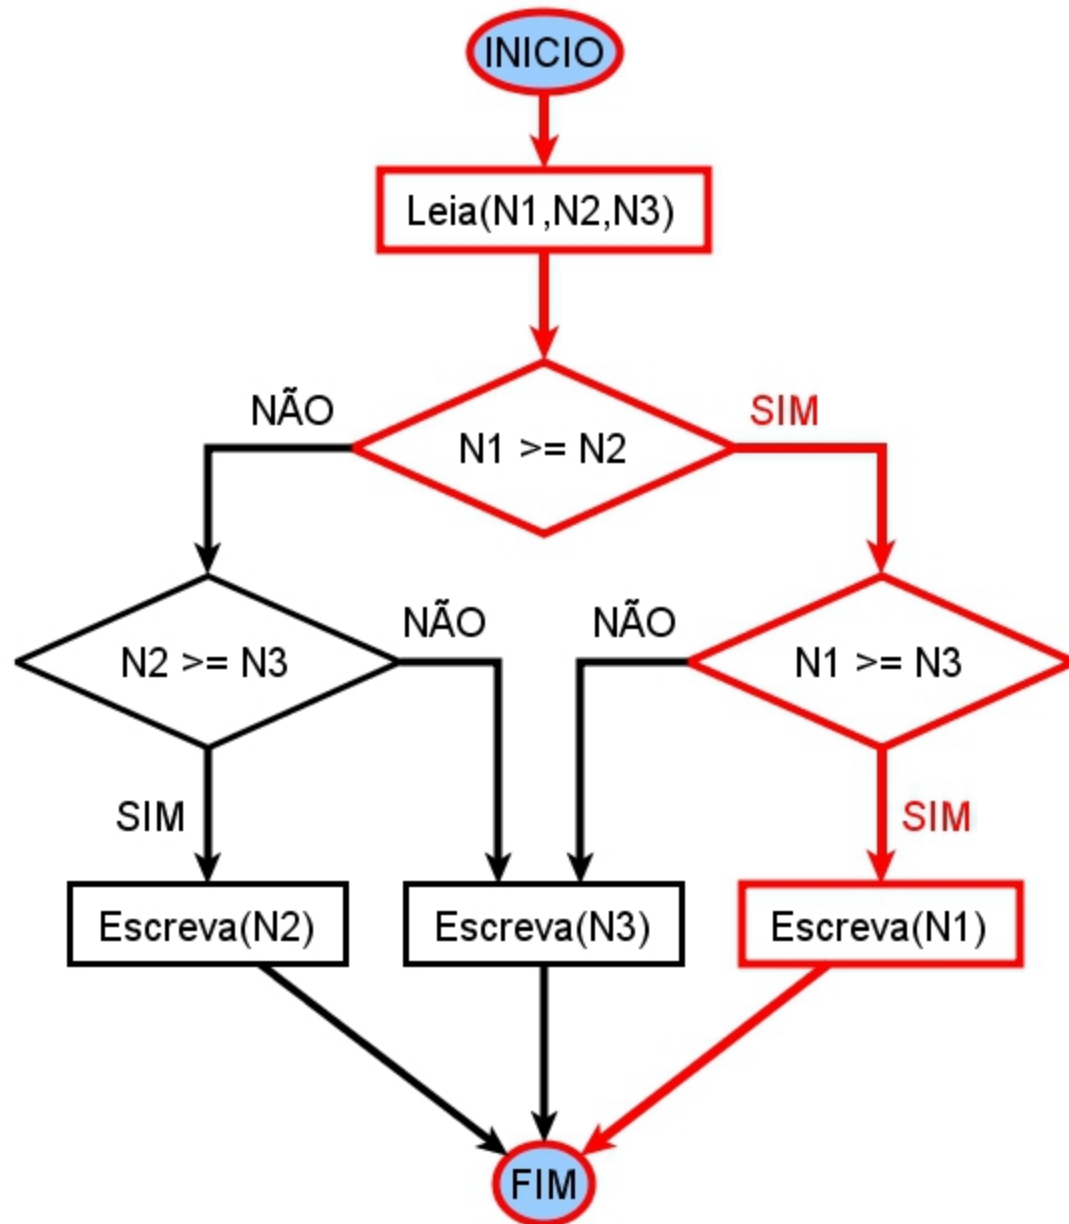 INICIO
Leia(N1,N2,N3)
NÃO
SIM
N1 >= N2
NÃO
NÃO
N2 >= N3
N1 >= N3
SIM
SIM
Escreva(N2)
Escreva(N3)
Escreva(N1)
FIM